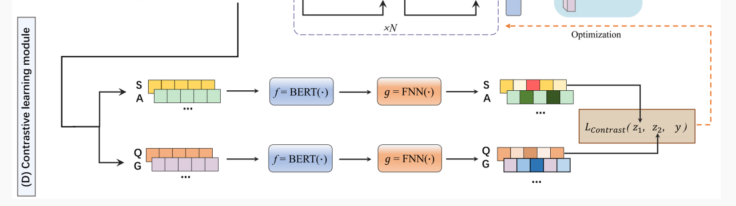 ×N
Optimization
(D) Contrastive learning module
S
A
...
f = BERT(·)
g = FNN(·)
S
A
...
L_Contrast( z₁, z₂, y )
Q
G
...
f = BERT(·)
g = FNN(·)
Q
G
...